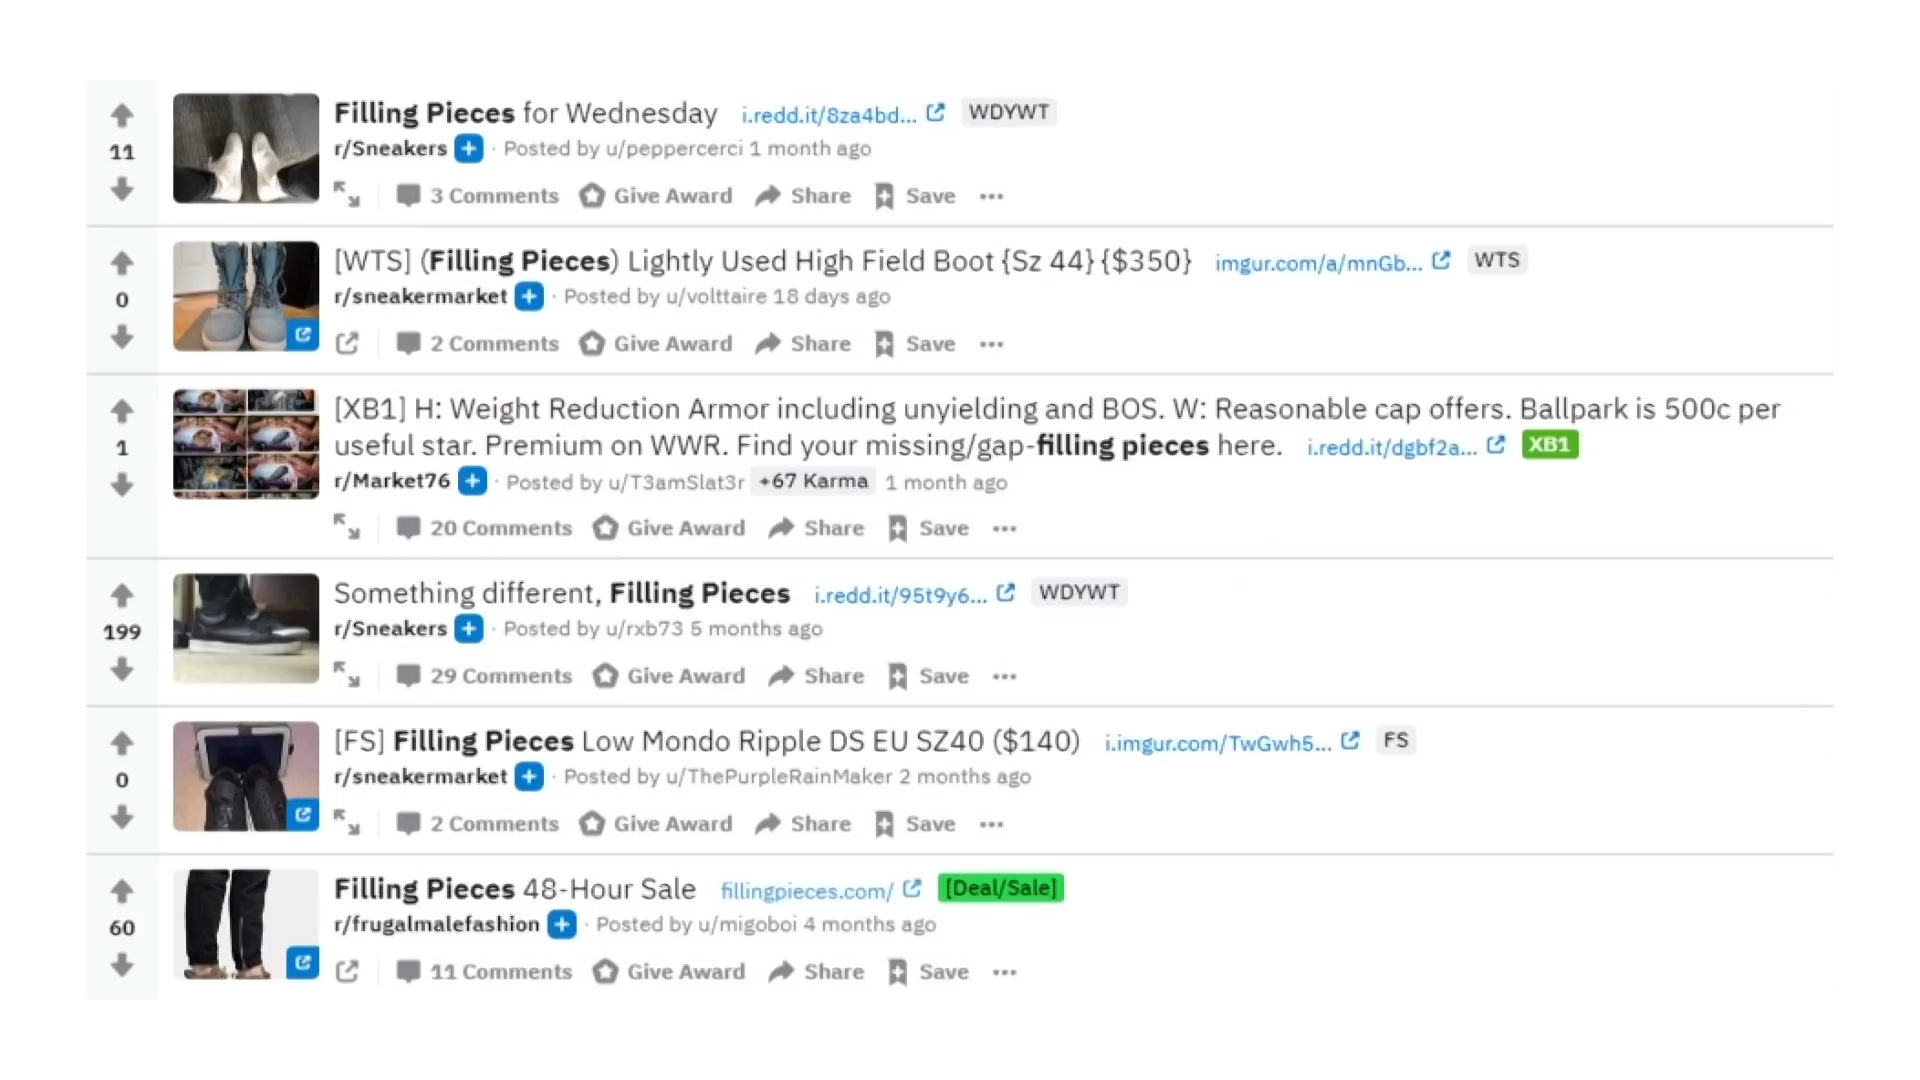 Filling Pieces for Wednesday i.redd.it/8za4bd... WDYWT
11
r/Sneakers · Posted by u/peppercerci 1 month ago
3 Comments Give Award Share Save ...
[WTS] (Filling Pieces) Lightly Used High Field Boot {Sz 44} {$350} imgur.com/a/mnGb... WTS
0
r/sneakermarket · Posted by u/volttaire 18 days ago
2 Comments Give Award Share Save ...
[XB1] H: Weight Reduction Armor including unyielding and BOS. W: Reasonable cap offers. Ballpark is 500c per
1
useful star. Premium on WWR. Find your missing/gap-filling pieces here. i.redd.it/dgbf2a... XB1
r/Market76 · Posted by u/T3amSlat3r +67 Karma 1 month ago
20 Comments Give Award Share Save ...
Something different, Filling Pieces i.redd.it/95t9y6... WDYWT
199
r/Sneakers · Posted by u/rxb73 5 months ago
29 Comments Give Award Share Save ...
[FS] Filling Pieces Low Mondo Ripple DS EU SZ40 ($140) i.imgur.com/TwGwh5... FS
0
r/sneakermarket · Posted by u/ThePurpleRainMaker 2 months ago
2 Comments Give Award Share Save ...
Filling Pieces 48-Hour Sale fillingpieces.com/ [Deal/Sale]
60
r/frugalmalefashion · Posted by u/migoboi 4 months ago
11 Comments Give Award Share Save ...